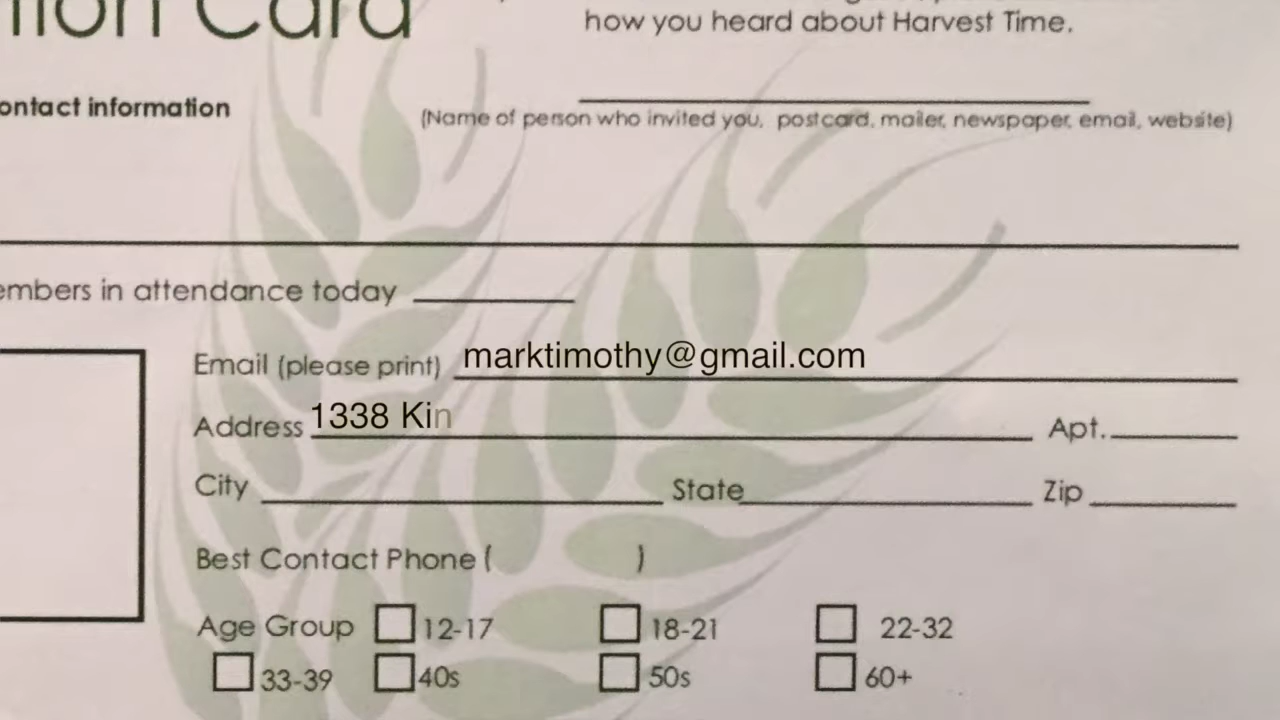 tion Card
how you heard about Harvest Time.
ontact information
(Name of person who invited you, postcard, mailer, newspaper, email, website)
embers in attendance today
Email (please print) marktimothy@gmail.com
Address 1338 Kin Apt.
City State Zip
Best Contact Phone ( )
Age Group 12-17 18-21 22-32
33-39 40s 50s 60+